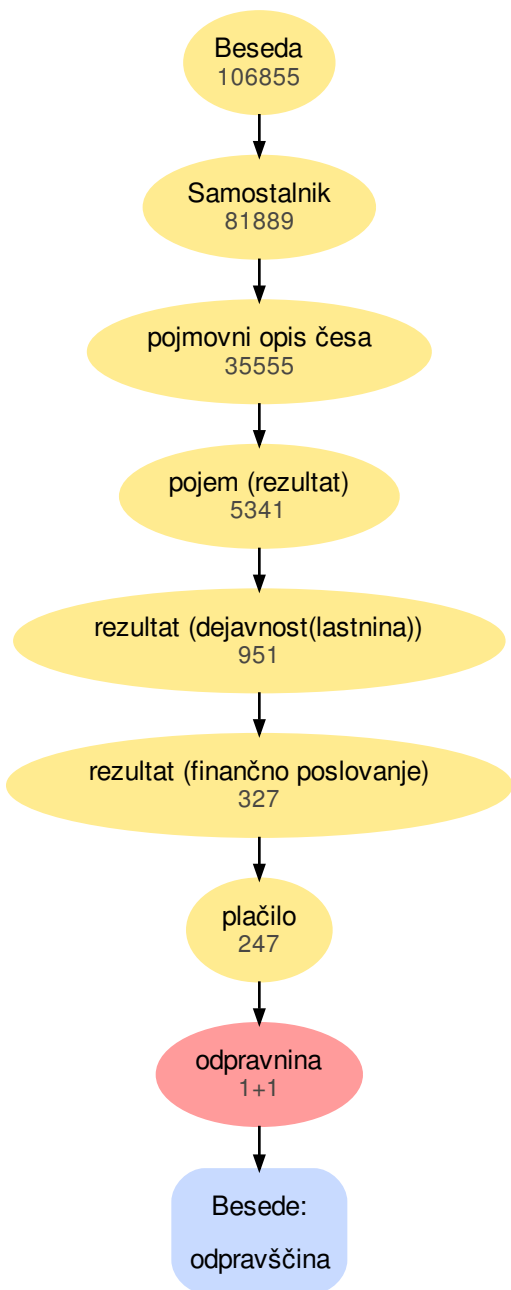 Beseda
106855
Samostalnik
81889
pojmovni opis česa
35555
pojem (rezultat)
5341
rezultat (dejavnost(lastnina))
951
rezultat (finančno poslovanje)
327
plačilo
247
odpravnina
1+1
Besede:
odpravščina